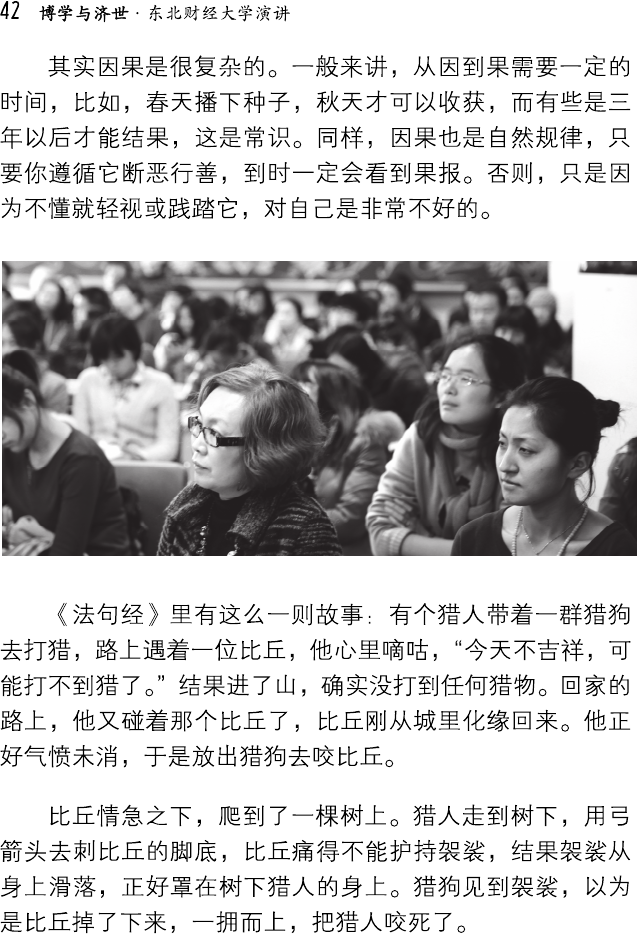 42 博学与济世·东北财经大学演讲
其实因果是很复杂的。一般来讲，从因到果需要一定的
时间，比如，春天播下种子，秋天才可以收获，而有些是三
年以后才能结果，这是常识。同样，因果也是自然规律，只
要你遵循它断恶行善，到时一定会看到果报。否则，只是因
为不懂就轻视或践踏它，对自己是非常不好的。
《法句经》里有这么一则故事：有个猎人带着一群猎狗
去打猎，路上遇着一位比丘，他心里嘀咕，“今天不吉祥，可
能打不到猎了。”结果进了山，确实没打到任何猎物。回家的
路上，他又碰着那个比丘了，比丘刚从城里化缘回来。他正
好气愤未消，于是放出猎狗去咬比丘。
比丘情急之下，爬到了一棵树上。猎人走到树下，用弓
箭头去刺比丘的脚底，比丘痛得不能护持袈裟，结果袈裟从
身上滑落，正好罩在树下猎人的身上。猎狗见到袈裟，以为
是比丘掉了下来，一拥而上，把猎人咬死了。